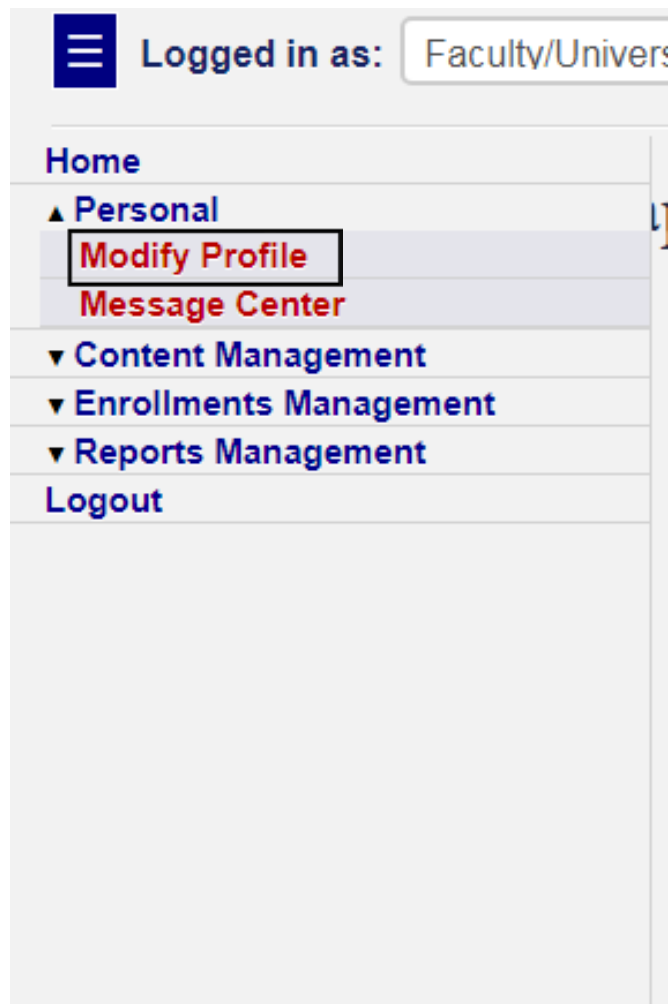 Logged in as: Faculty/Univers
Home
▲ Personal
Modify Profile
Message Center
▼ Content Management
▼ Enrollments Management
▼ Reports Management
Logout